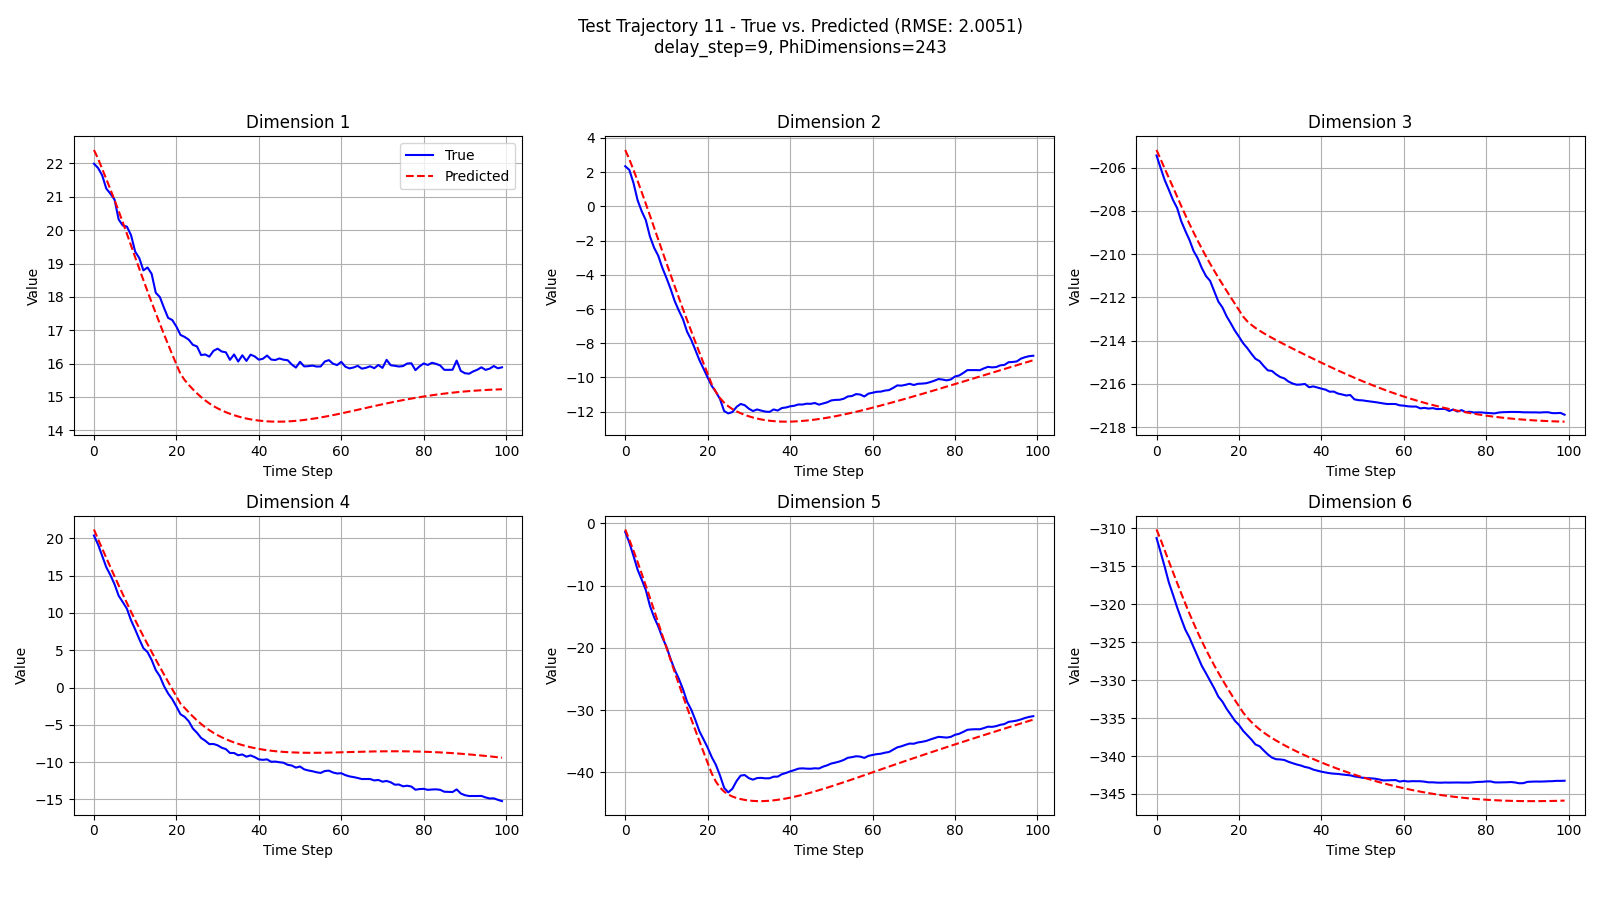 Test Trajectory 11 - True vs. Predicted (RMSE: 2.0051)
delay_step=9, PhiDimensions=243
Dimension 1
Value
22
21
20
19
18
17
16
15
14
0 20 40 60 80 100
Time Step
True
Predicted
Dimension 2
Value
4
2
0
−2
−4
−6
−8
−10
−12
0 20 40 60 80 100
Time Step
Dimension 3
Value
−206
−208
−210
−212
−214
−216
−218
0 20 40 60 80 100
Time Step
Dimension 4
Value
20
15
10
5
0
−5
−10
−15
0 20 40 60 80 100
Time Step
Dimension 5
Value
0
−10
−20
−30
−40
0 20 40 60 80 100
Time Step
Dimension 6
Value
−310
−315
−320
−325
−330
−335
−340
−345
0 20 40 60 80 100
Time Step